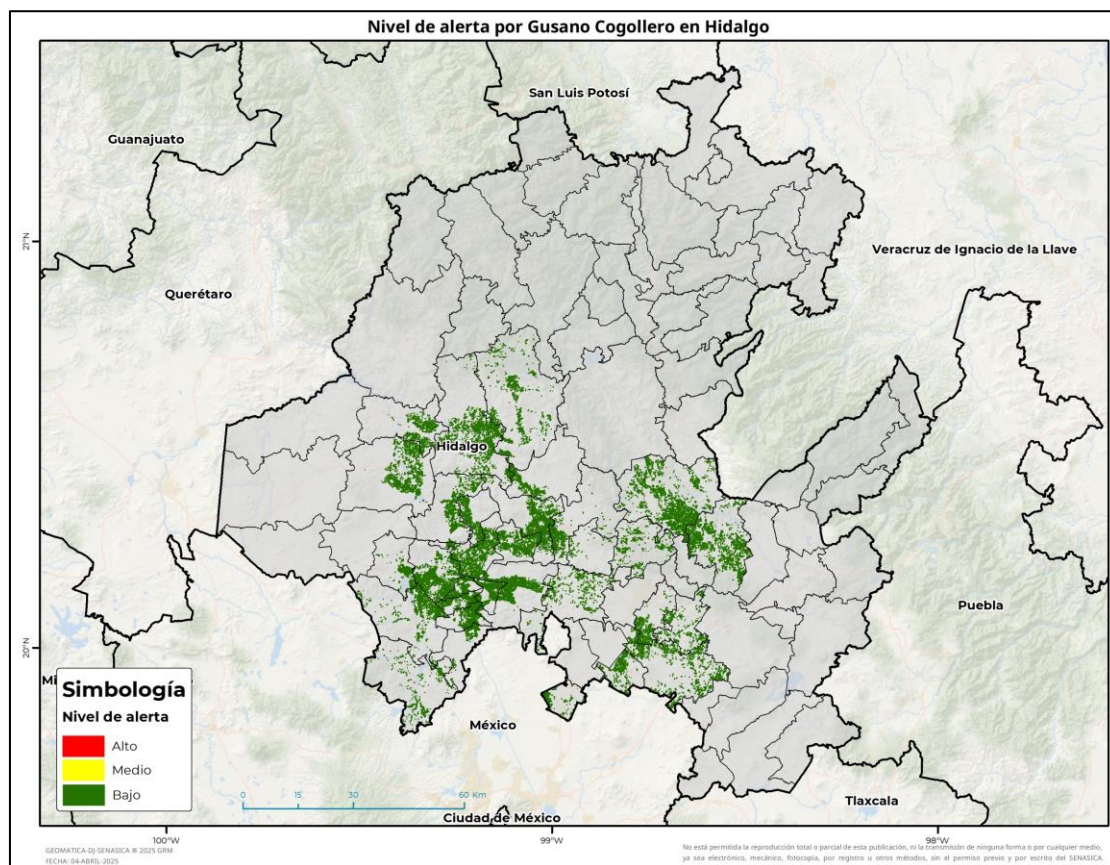 Nivel de alerta por Gusano Cogollero en Hidalgo
San Luis Potosí
Guanajuato
21°N
Veracruz de Ignacio de la Llave
Querétaro
Hidalgo
Puebla
20°N
Simbología
Nivel de alerta
Alto
Medio
Bajo
México
0 30 60 Km
Tlaxcala
Ciudad de México
100°W 99°W 98°W
GEOMATICA-DJ-SENASICA ® 2025 GRM
FECHA: 04-ABRIL-2025
No está permitida la reproducción total o parcial de esta publicación, ni la transmisión de ninguna forma o por cualquier medio,
ya sea electrónico, mecánico, fotocopia, por registro u otros métodos, sin el permiso previo y por escrito del SENASICA.